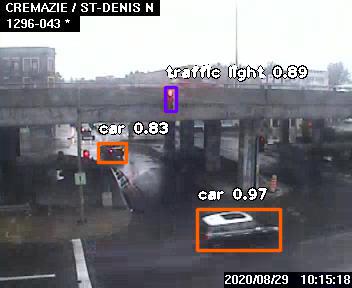 CREMAZIE / ST-DENIS N
1296-043 *
traffic light 0.89
car 0.83
car 0.97
2020/08/29 10:15:18